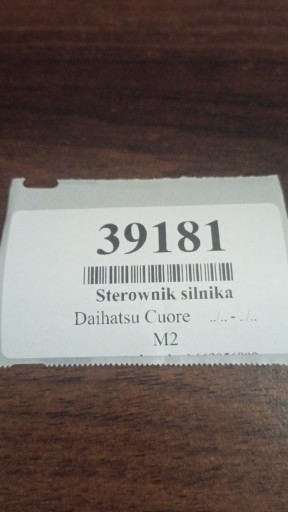 39181
Sterownik silnika
Daihatsu Cuore ../.. - ../..
M2